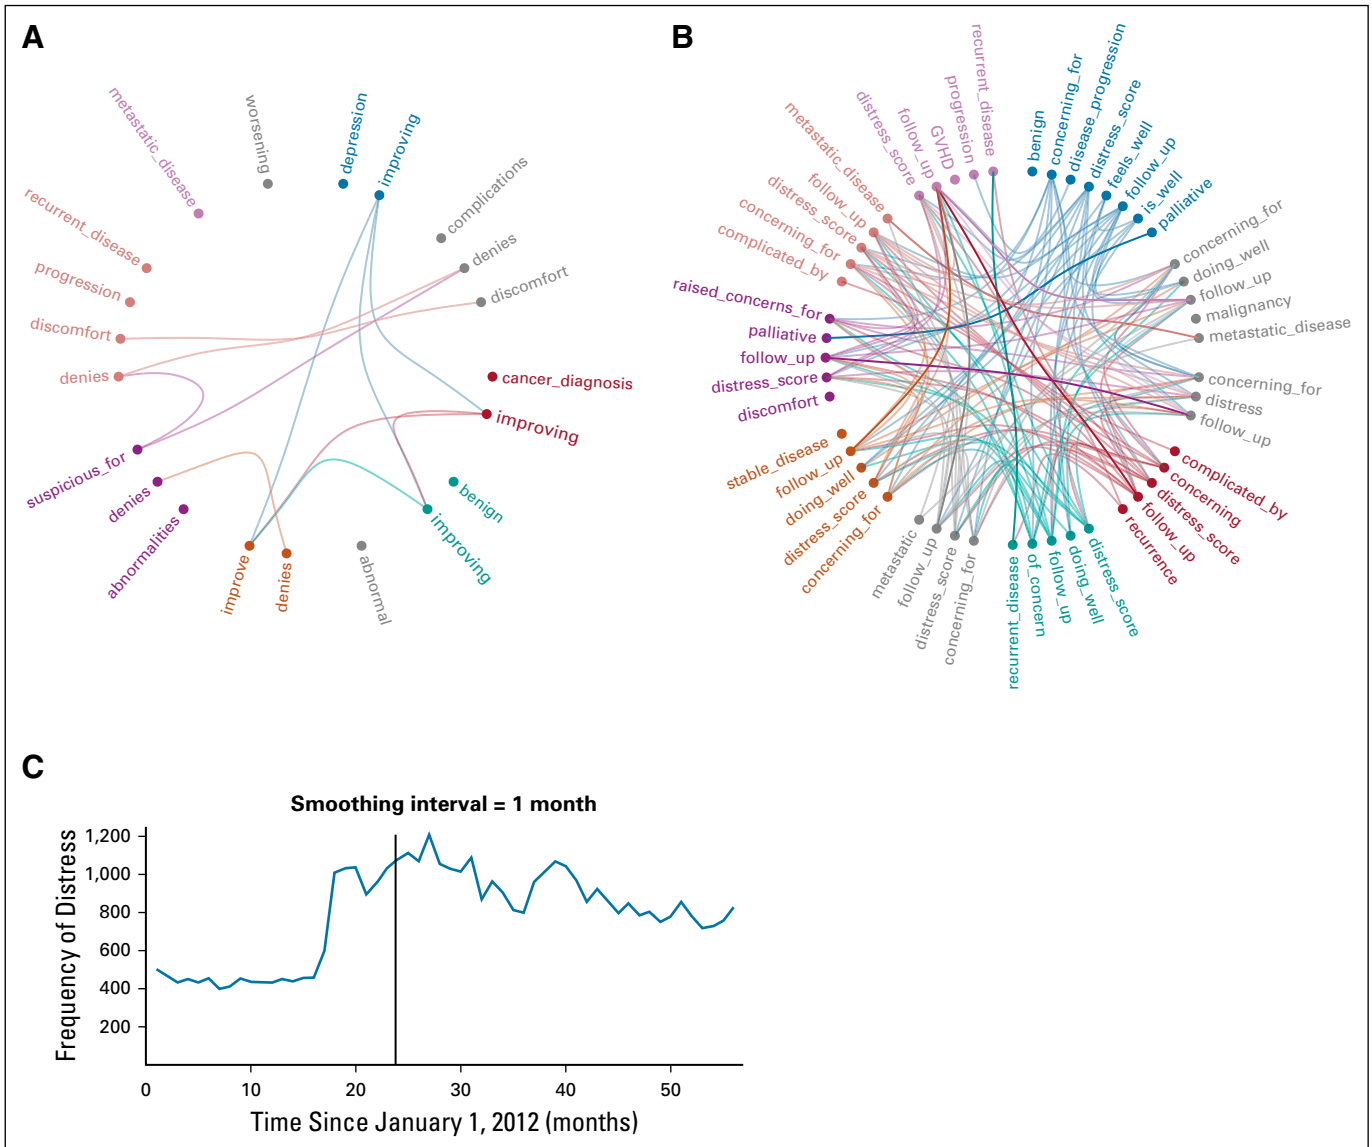 A
metastatic_disease
worsening
depression
improving
complications
denies
discomfort
cancer_diagnosis
improving
benign
improving
abnormal
denies
improve
abnormalities
denies
suspicious_for
denies
discomfort
progression
recurrent_disease
B
recurrent_disease
progression
GVHD
follow_up
distress_score
metastatic_disease
follow_up
distress_score
concerning_for
complicated_by
raised_concerns_for
palliative
follow_up
distress_score
discomfort
stable_disease
follow_up
doing_well
distress_score
concerning_for
metastatic
follow_up
distress_score
concerning_for
recurrent_disease
of_concern
follow_up
doing_well
distress_score
recurrence
follow_up
distress_score
concerning
complicated_by
follow_up
distress
concerning_for
metastatic_disease
malignancy
follow_up
doing_well
concerning_for
palliative
is_well
follow_up
feels_well
distress_score
disease_progression
concerning_for
benign
C
Smoothing interval = 1 month
Frequency of Distress
1,200
1,000
800
600
400
200
0 10 20 30 40 50
Time Since January 1, 2012 (months)